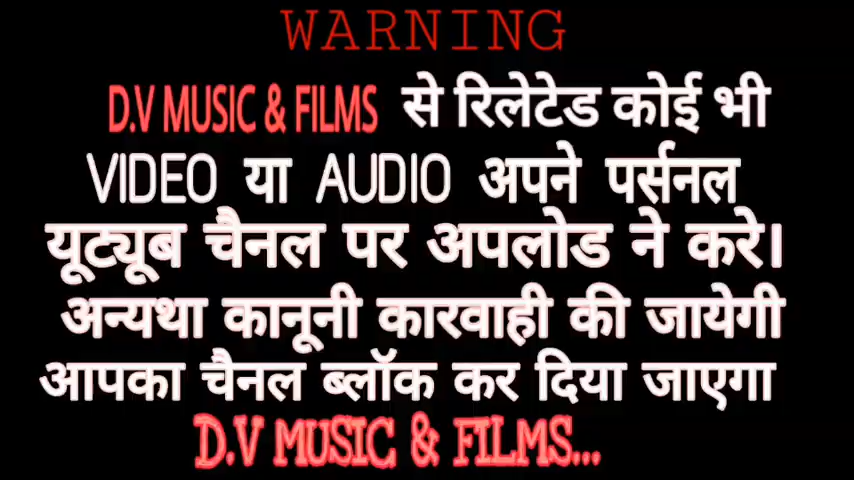 WARNING
D.V MUSIC & FILMS से रिलेटेड कोई भी
VIDEO या AUDIO अपने पर्सनल
यूट्यूब चैनल पर अपलोड ने करे।
अन्यथा कानूनी कारवाही की जायेगी
आपका चैनल ब्लॉक कर दिया जाएगा
D.V MUSIC & FILMS...